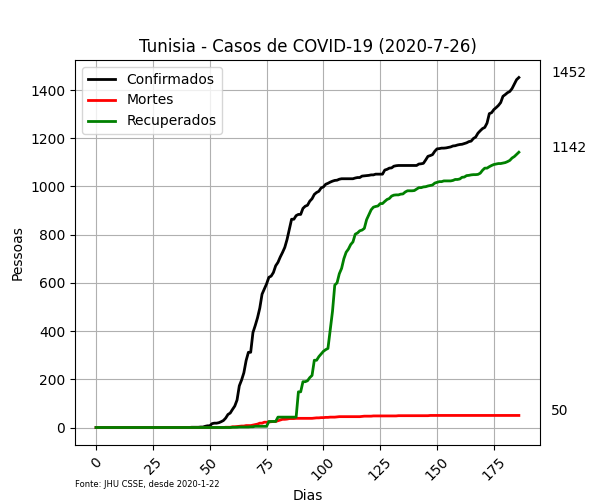 Tunisia - Casos de COVID-19 (2020-7-26)
Confirmados
Mortes
Recuperados
1452
1142
50
Pessoas
1400
1200
1000
800
600
400
200
0
0 25 50 75 100 125 150 175
Fonte: JHU CSSE, desde 2020-1-22
Dias